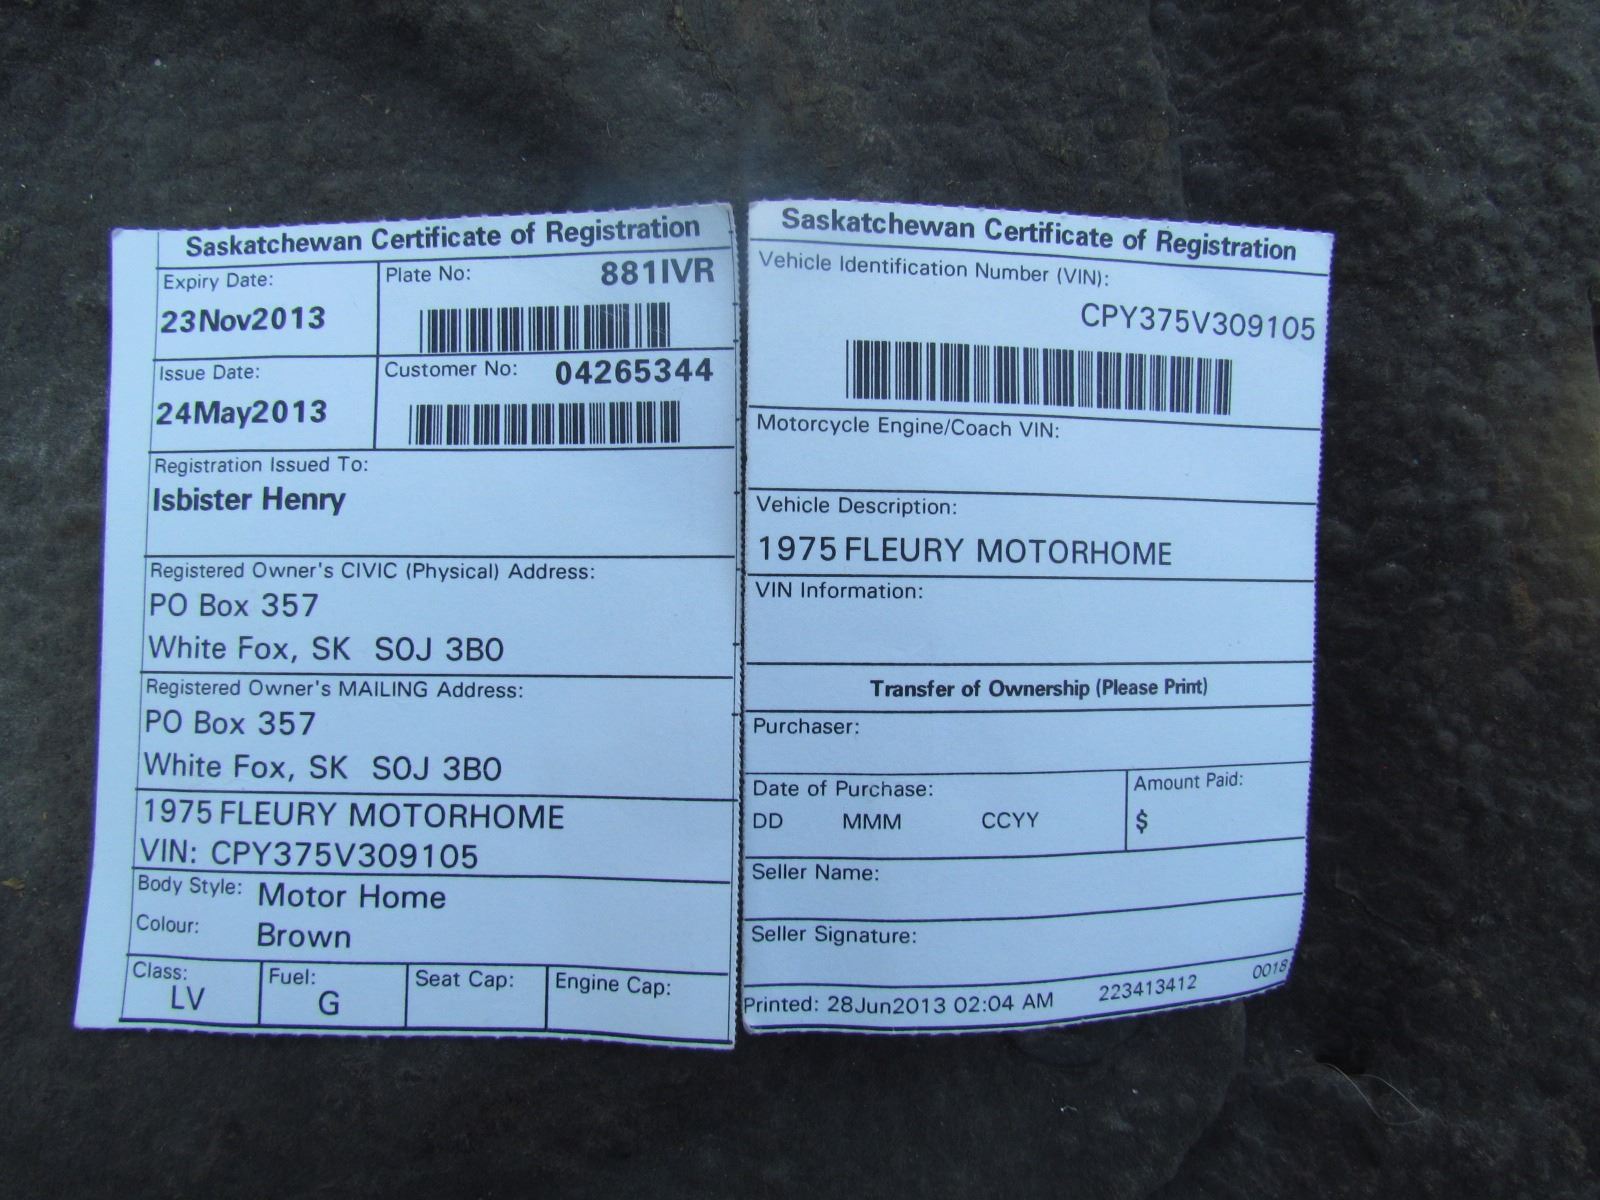 Saskatchewan Certificate of Registration
Expiry Date:
23Nov2013
Plate No: 881IVR
Issue Date:
24May2013
Customer No: 04265344
Registration Issued To:
Isbister Henry
Registered Owner's CIVIC (Physical) Address:
PO Box 357
White Fox, SK S0J 3B0
Registered Owner's MAILING Address:
PO Box 357
White Fox, SK S0J 3B0
1975 FLEURY MOTORHOME
VIN: CPY375V309105
Body Style: Motor Home
Colour: Brown
Class: LV
Fuel: G
Seat Cap:
Engine Cap:
Saskatchewan Certificate of Registration
Vehicle Identification Number (VIN):
CPY375V309105
Motorcycle Engine/Coach VIN:
Vehicle Description:
1975 FLEURY MOTORHOME
VIN Information:
Transfer of Ownership (Please Print)
Purchaser:
Date of Purchase:
DD MMM CCYY
Amount Paid:
$
Seller Name:
Seller Signature:
Printed: 28Jun2013 02:04 AM 223413412 0018